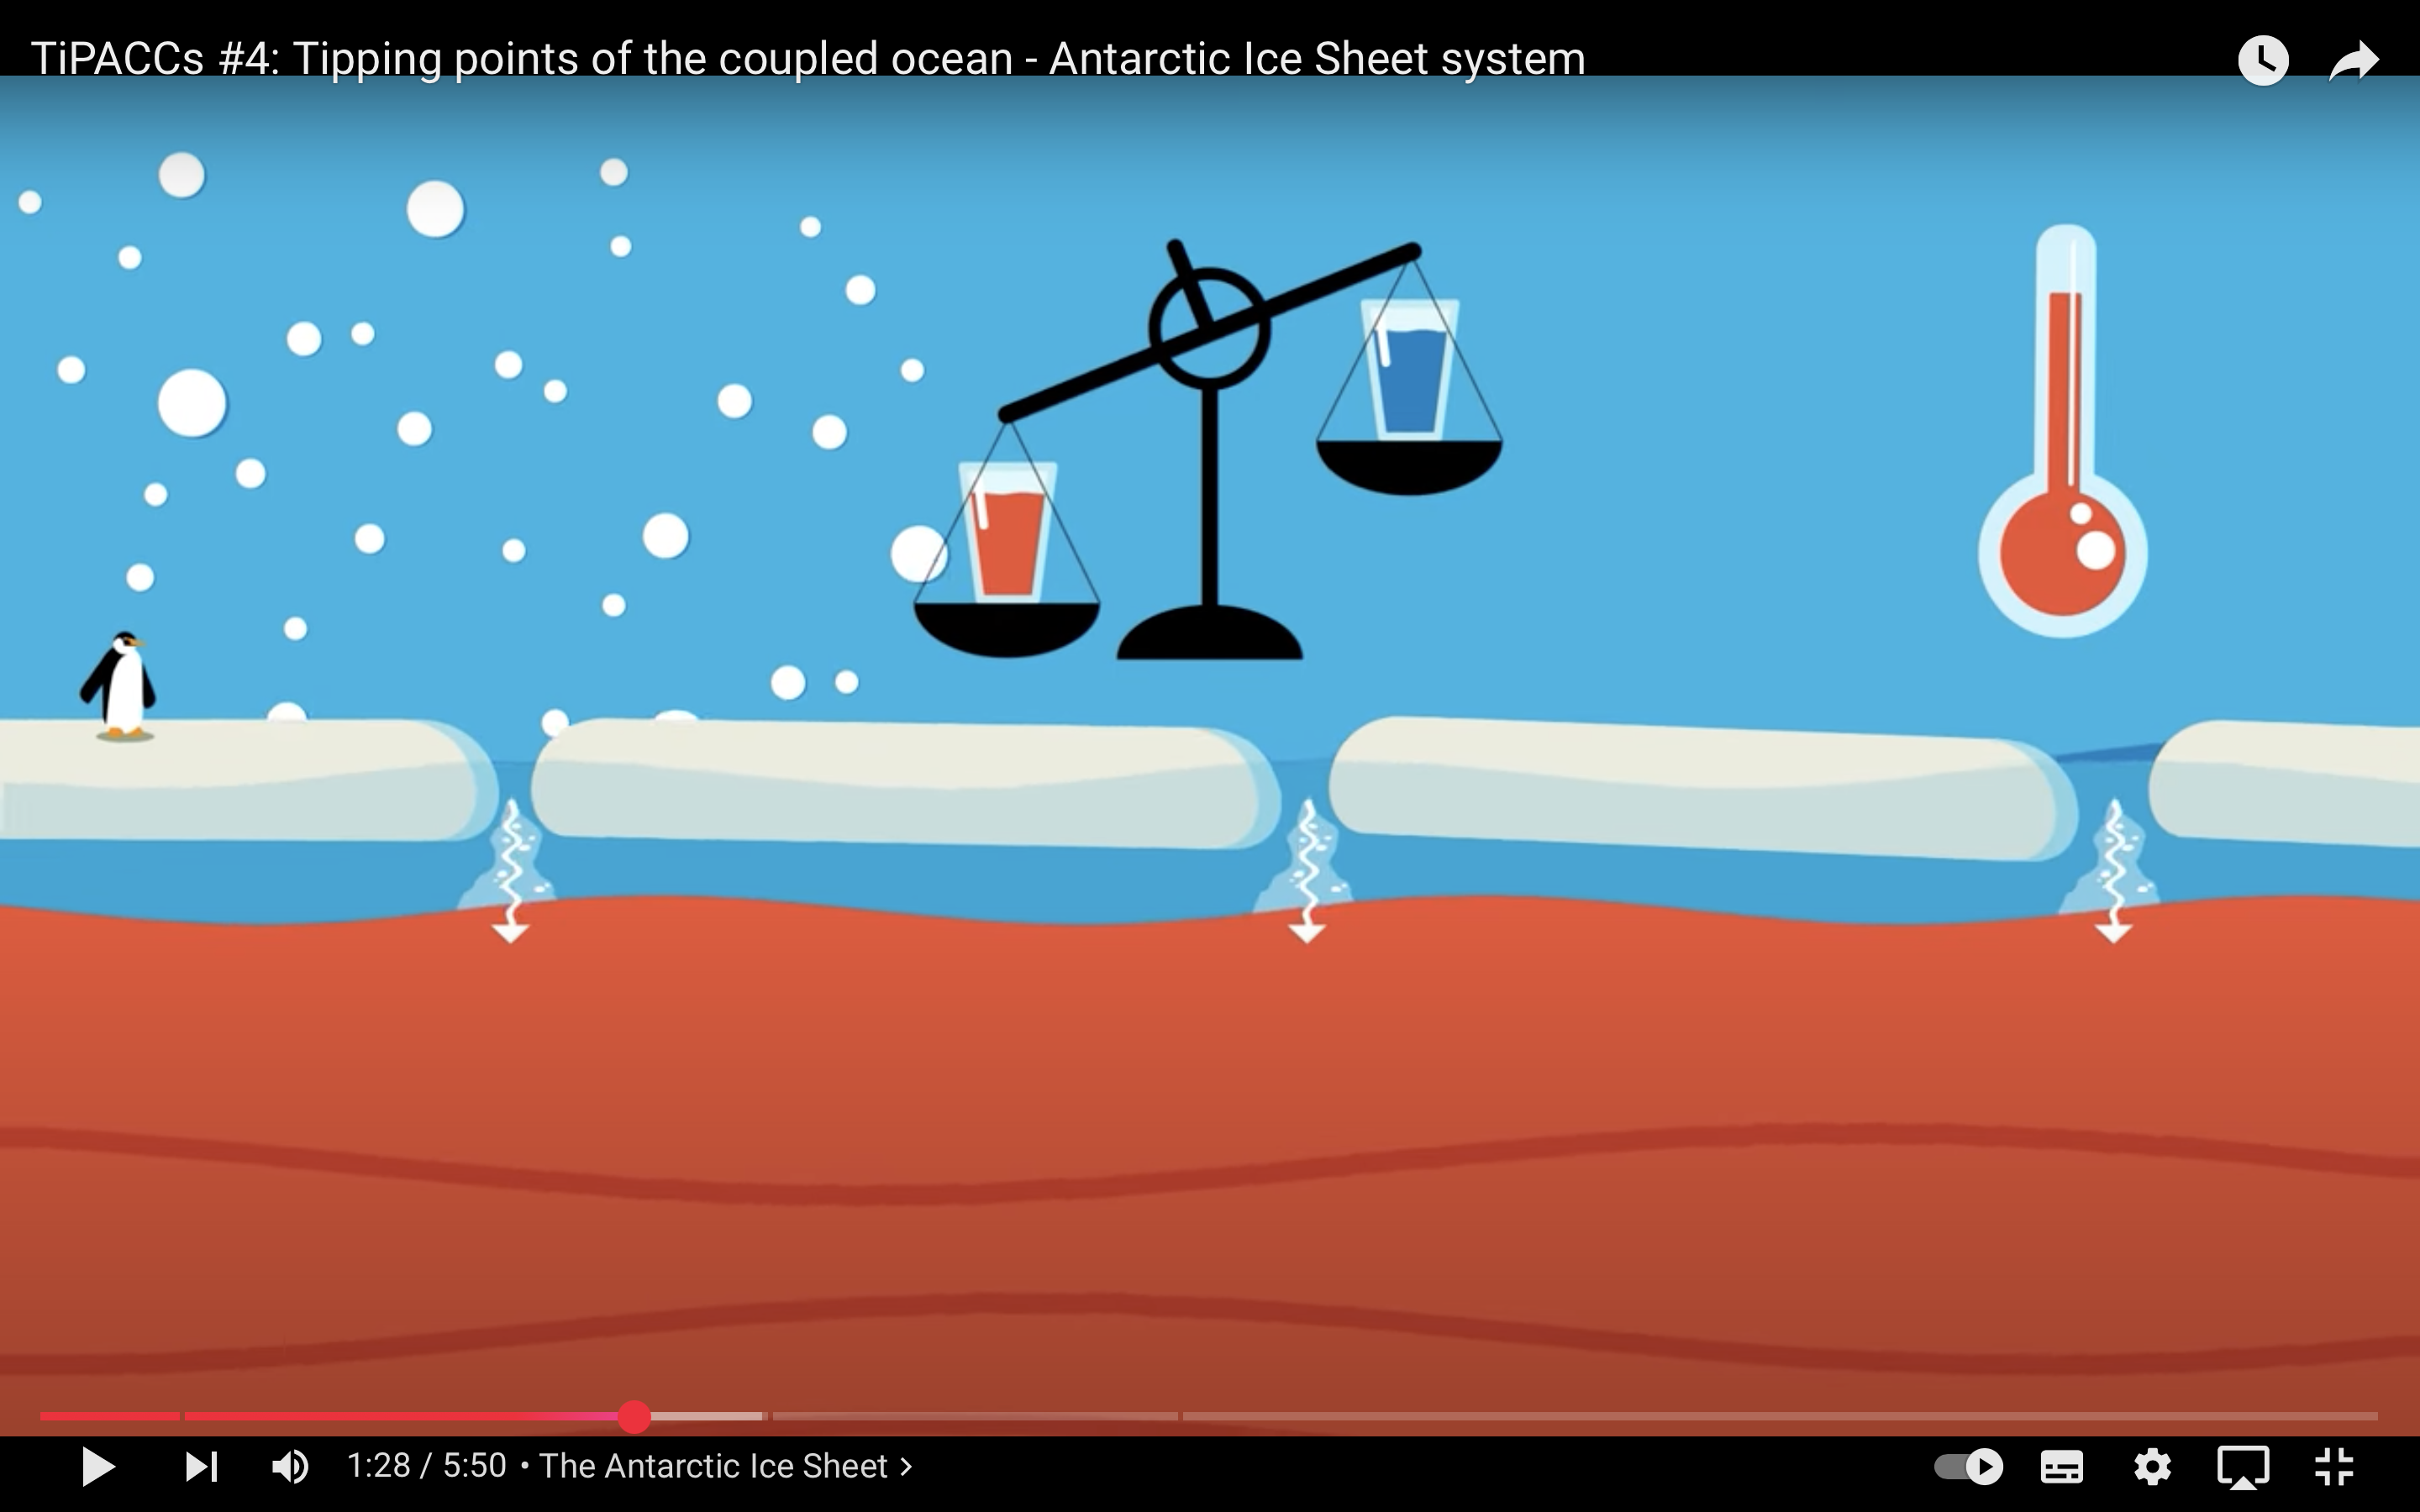 TiPACCs #4: Tipping points of the coupled ocean - Antarctic Ice Sheet system
1:28 / 5:50 • The Antarctic Ice Sheet >